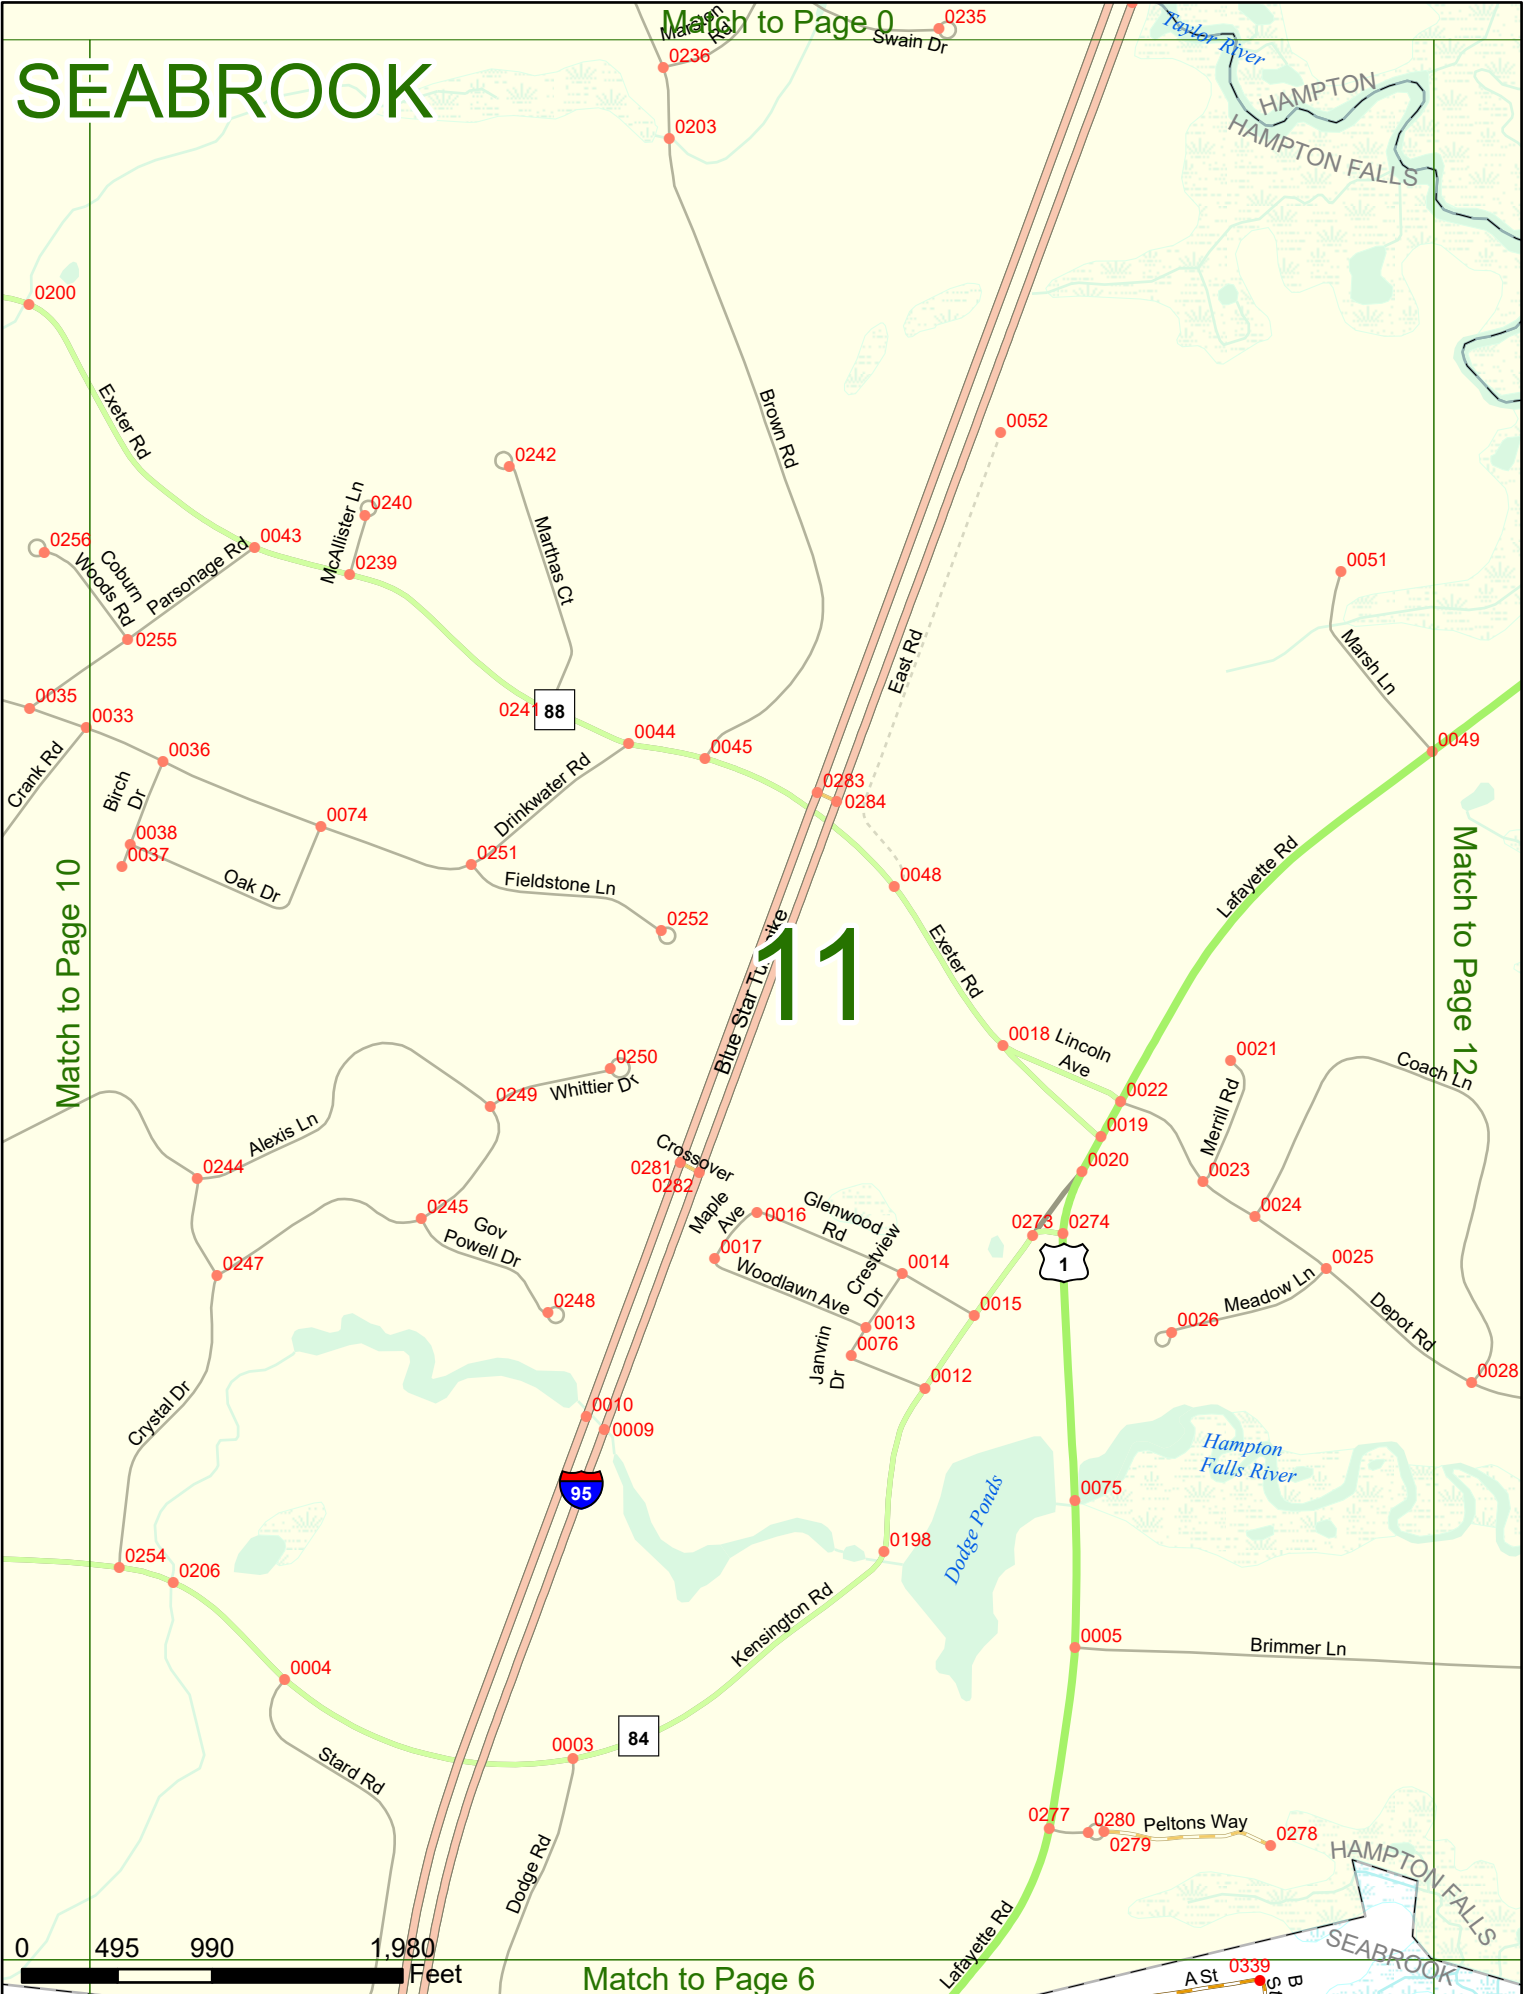 Match to Page 0
Marston
Rd
0235
Swain Dr
Taylor River
0236
SEABROOK
HAMPTON
HAMPTON FALLS
0203
0200
Exeter Rd
Brown Rd
0052
0242
0240
McAllister Ln
Marthas Ct
0043
0239
0256
Coburn
Woods Rd
Parsonage Rd
0255
0051
Marsh Ln
East Rd
0035
0033
0241
88
0044
0045
0049
0036
Crank Rd
Birch
Dr
Drinkwater Rd
0283
0284
0074
0038
0037
Oak Dr
0251
Fieldstone Ln
0048
0252
Lafayette Rd
Match to Page 10
Match to Page 12
Exeter Rd
11
Blue Star
0018
Lincoln
Ave
0021
Coach Ln
0250
Whittier Dr
0249
0022
Merrill Rd
0019
Alexis Ln
0244
Crossover
0281
0282
0020
0023
0024
Maple
Ave
0016
Glenwood
Rd
0245
Gov
Powell Dr
0273
0274
1
0017
Woodlawn Ave
Crestview
Dr
0014
0247
0025
Meadow Ln
0248
0015
0013
0026
Depot Rd
0076
Janvrin
Dr
0012
0028
Crystal Dr
0010
0009
Hampton
Falls River
95
0075
Dodge Ponds
0198
0254
0206
Kensington Rd
0005
Brimmer Ln
0004
84
0003
Stard Rd
0277
0280
0279
Peltons Way
0278
HAMPTON FALLS
Dodge Rd
Lafayette Rd
SEABROOK
0 495 990 1,980
Feet
Match to Page 6
A St
0339
B
St